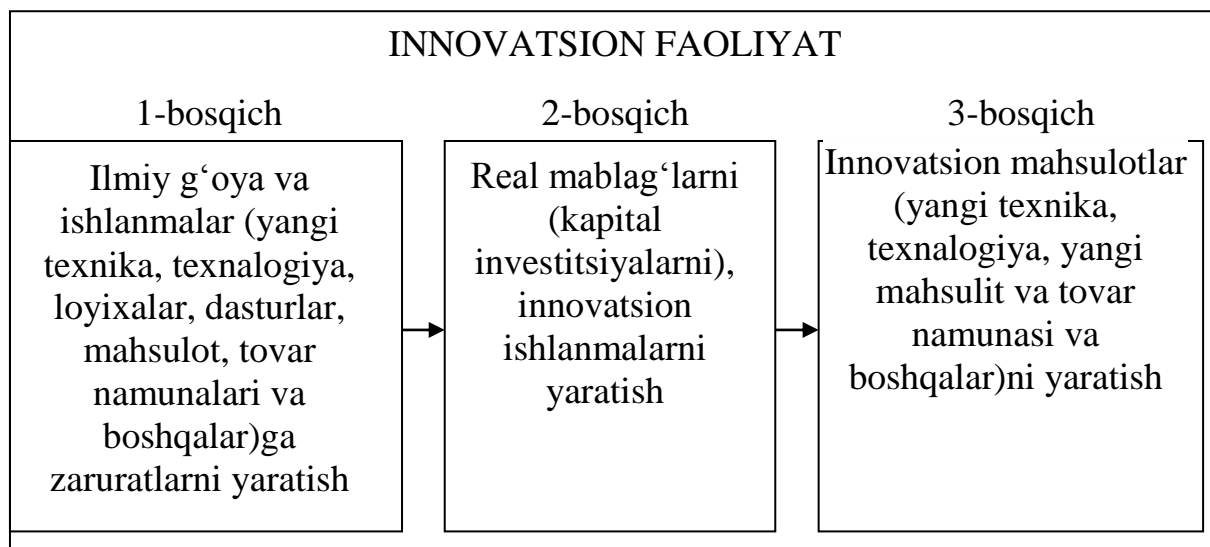 INNOVATSION FAOLIYAT
1-bosqich
Ilmiy g‘oya va
ishlanmalar (yangi
texnika, texnalogiya,
loyixalar, dasturlar,
mahsulot, tovar
namunalari va
boshqalar)ga
zaruratlarni yaratish
2-bosqich
Real mablag‘larni
(kapital
investitsiyalarni),
innovatsion
ishlanmalarni
yaratish
3-bosqich
Innovatsion mahsulotlar
(yangi texnika,
texnalogiya, yangi
mahsulit va tovar
namunasi va
boshqalar)ni yaratish